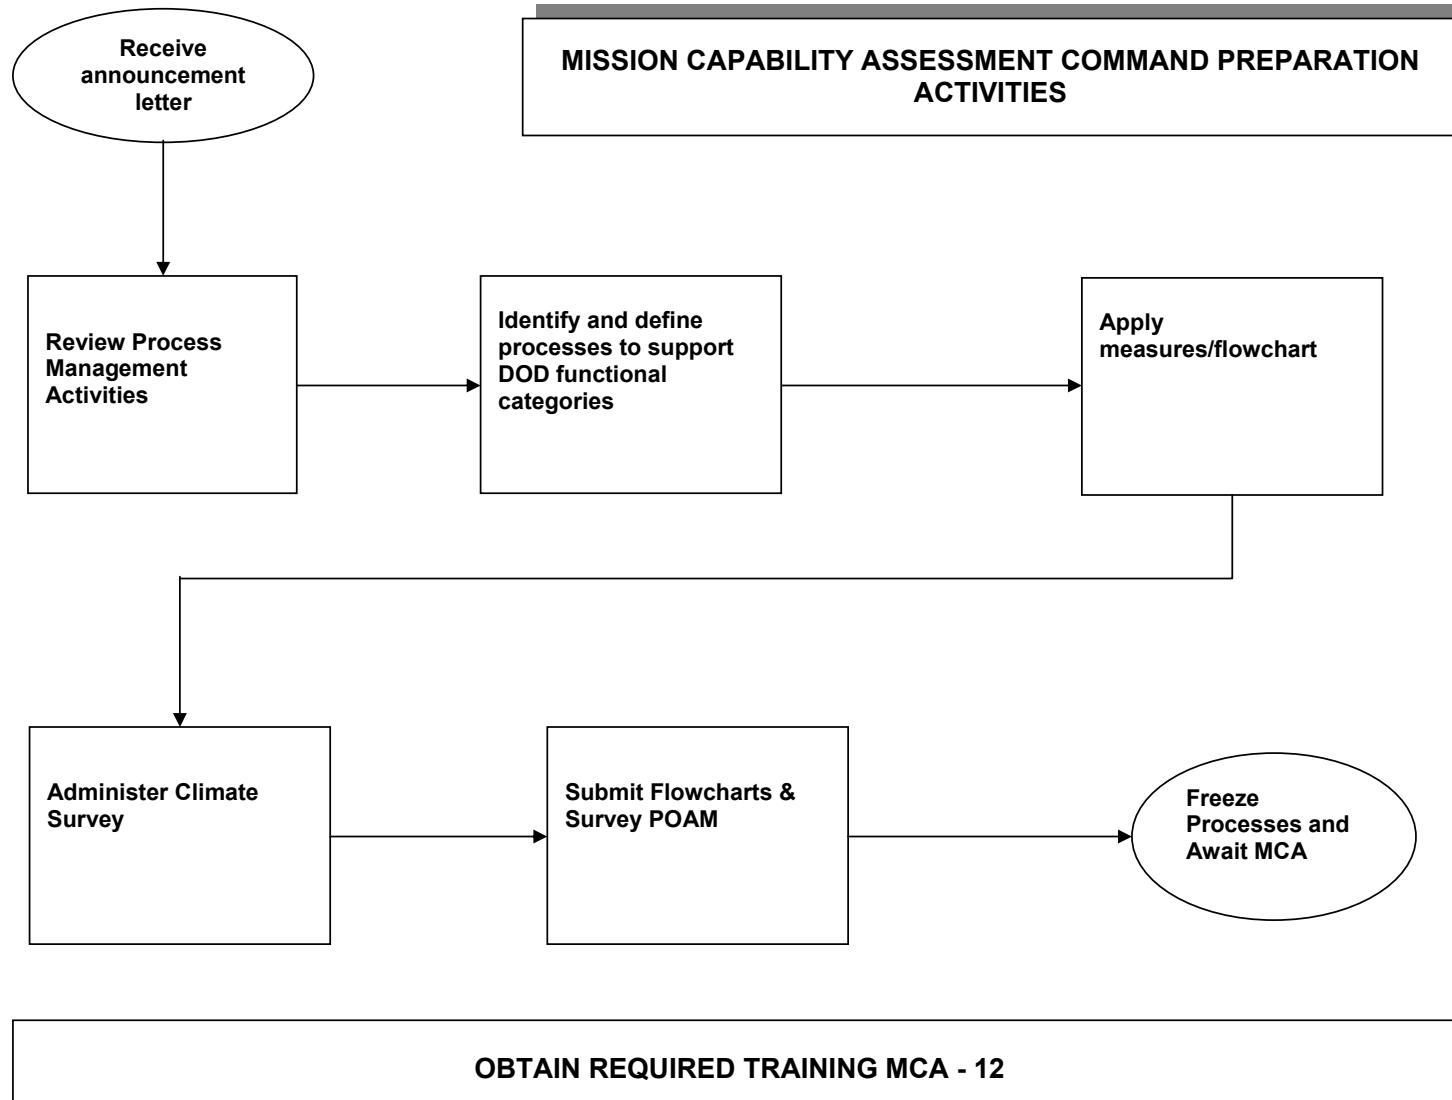 Receive
announcement
letter
MISSION CAPABILITY ASSESSMENT COMMAND PREPARATION
ACTIVITIES
Review Process
Management
Activities
Identify and define
processes to support
DOD functional
categories
Apply
measures/flowchart
Administer Climate
Survey
Submit Flowcharts &
Survey POAM
Freeze
Processes and
Await MCA
OBTAIN REQUIRED TRAINING MCA - 12